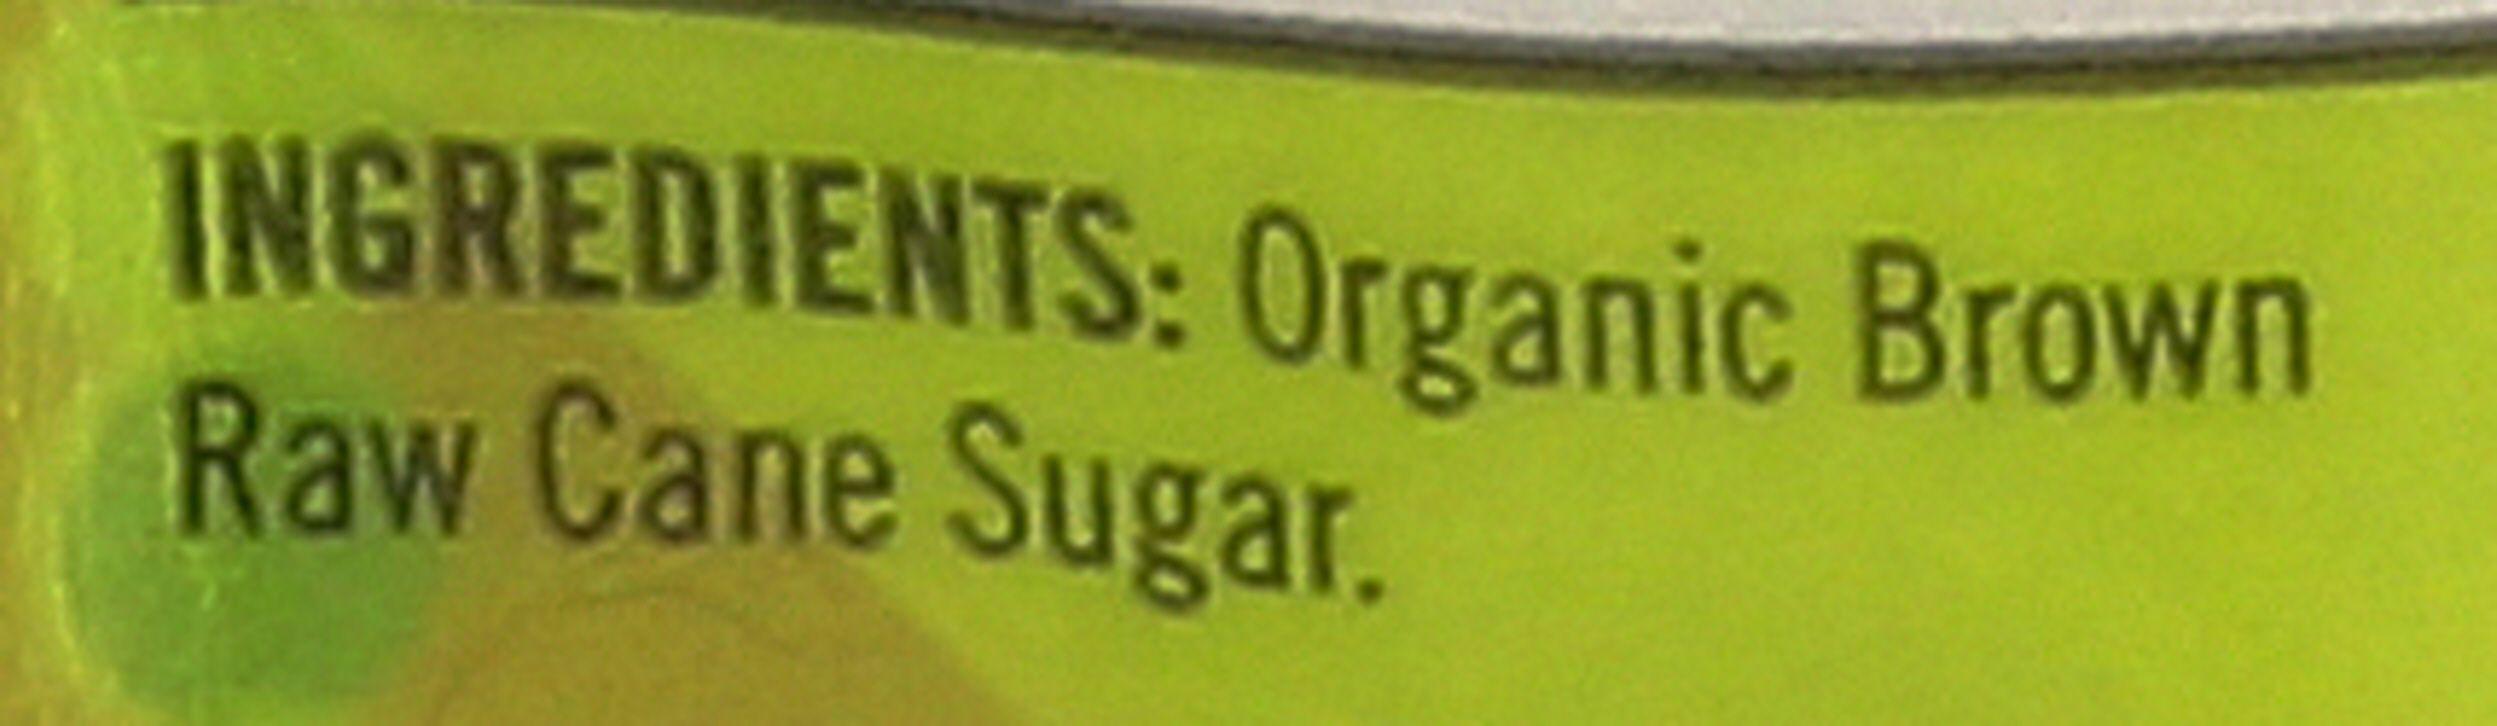 INGREDIENTS: Organic Brown
Raw Cane Sugar.